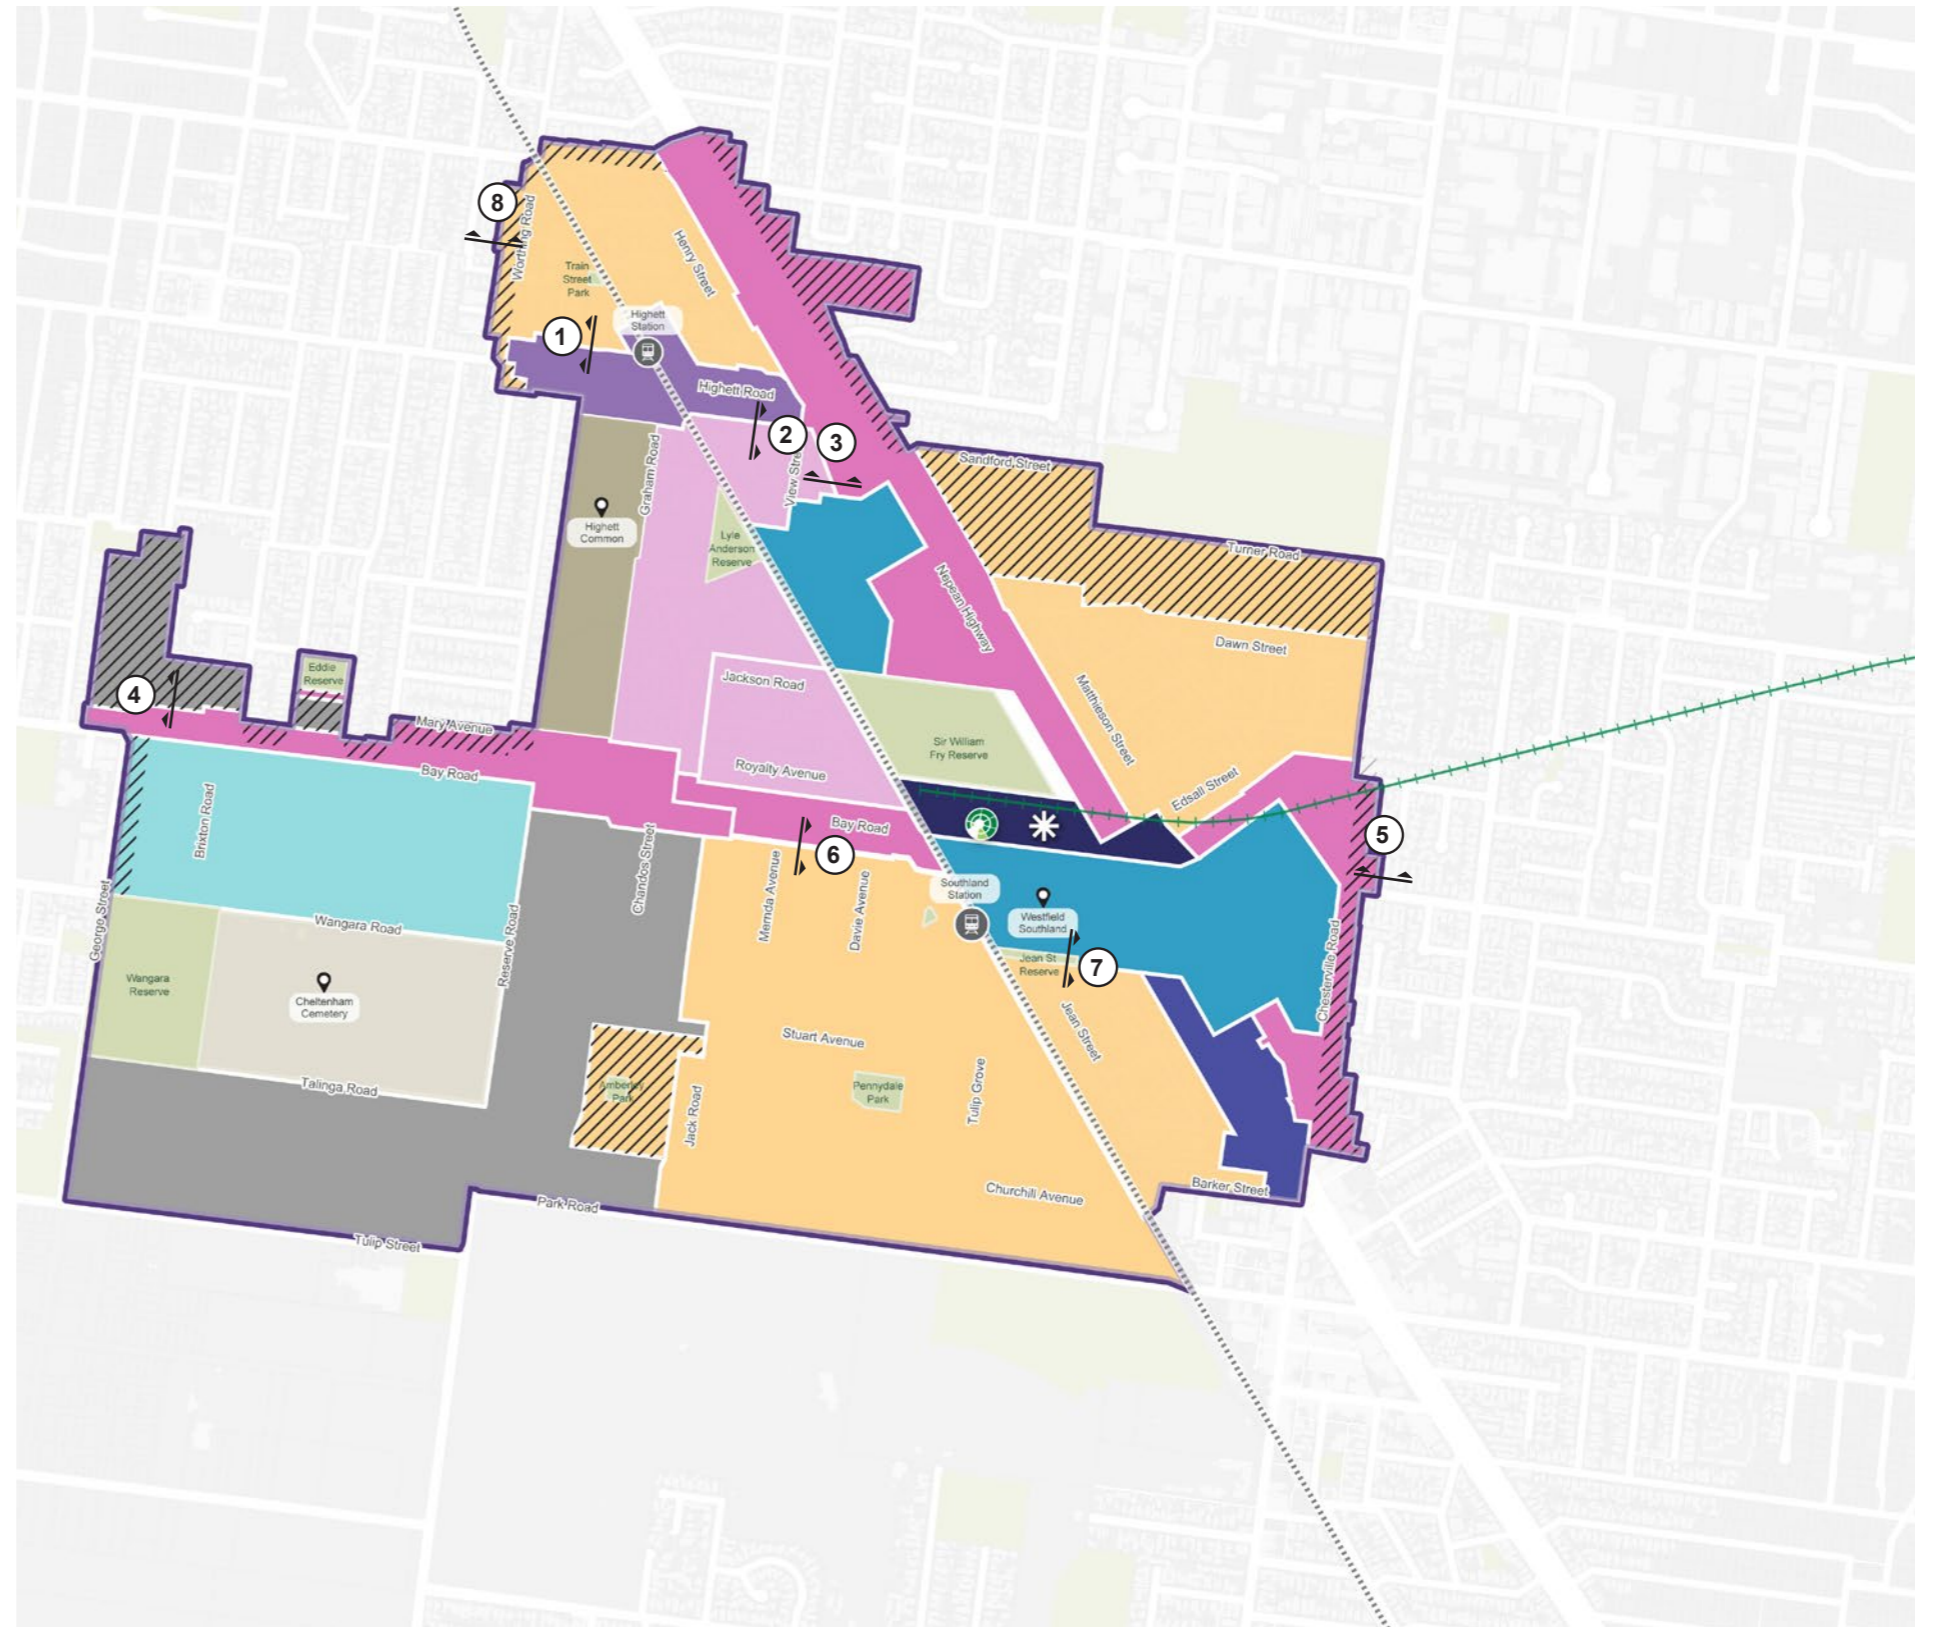 8
Worthing Road
Henry Street
Train
Street
Park
1
Highett
Station
Highett Road
2
3
View Stre
Sandford Street
Graham Road
Highett
Common
Lyle
Anderson
Reserve
Turner Road
Nepean Highway
Dawn Street
Eddie
Reserve
4
Mary Avenue
Jackson Road
Matthieson Street
Sir William
Fry Reserve
Bay Road
Royalty Avenue
Edsall Street
Brixton Road
Bay Road
6
5
Chandos Street
Mernda Avenue
Davie Avenue
Southland
Station
Westfield
Southland
George Street
Wangara Road
Reserve Road
Jean St
Reserve
7
Chesterville Road
Wangara
Reserve
Cheltenham
Cemetery
Jean Street
Stuart Avenue
Talinga Road
Amberley
Park
Jack Road
Pennydale
Park
Tulip Grove
Churchill Avenue
Barker Street
Park Road
Tulip Street